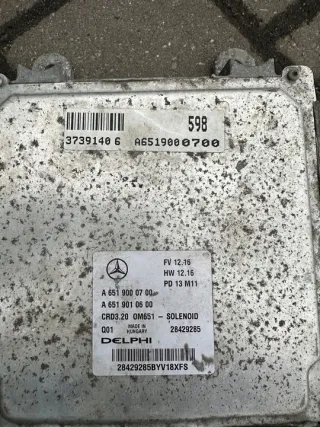 598
3739140 6 A6519000700
FV 12.16
HW 12.16
PD 13 M11
A 651 900 07 00
A 651 901 06 00
CRD3.20 OM651 - SOLENOID
Q01 MADE IN HUNGARY 28429285
DELPHI
28429285BYV18XFS